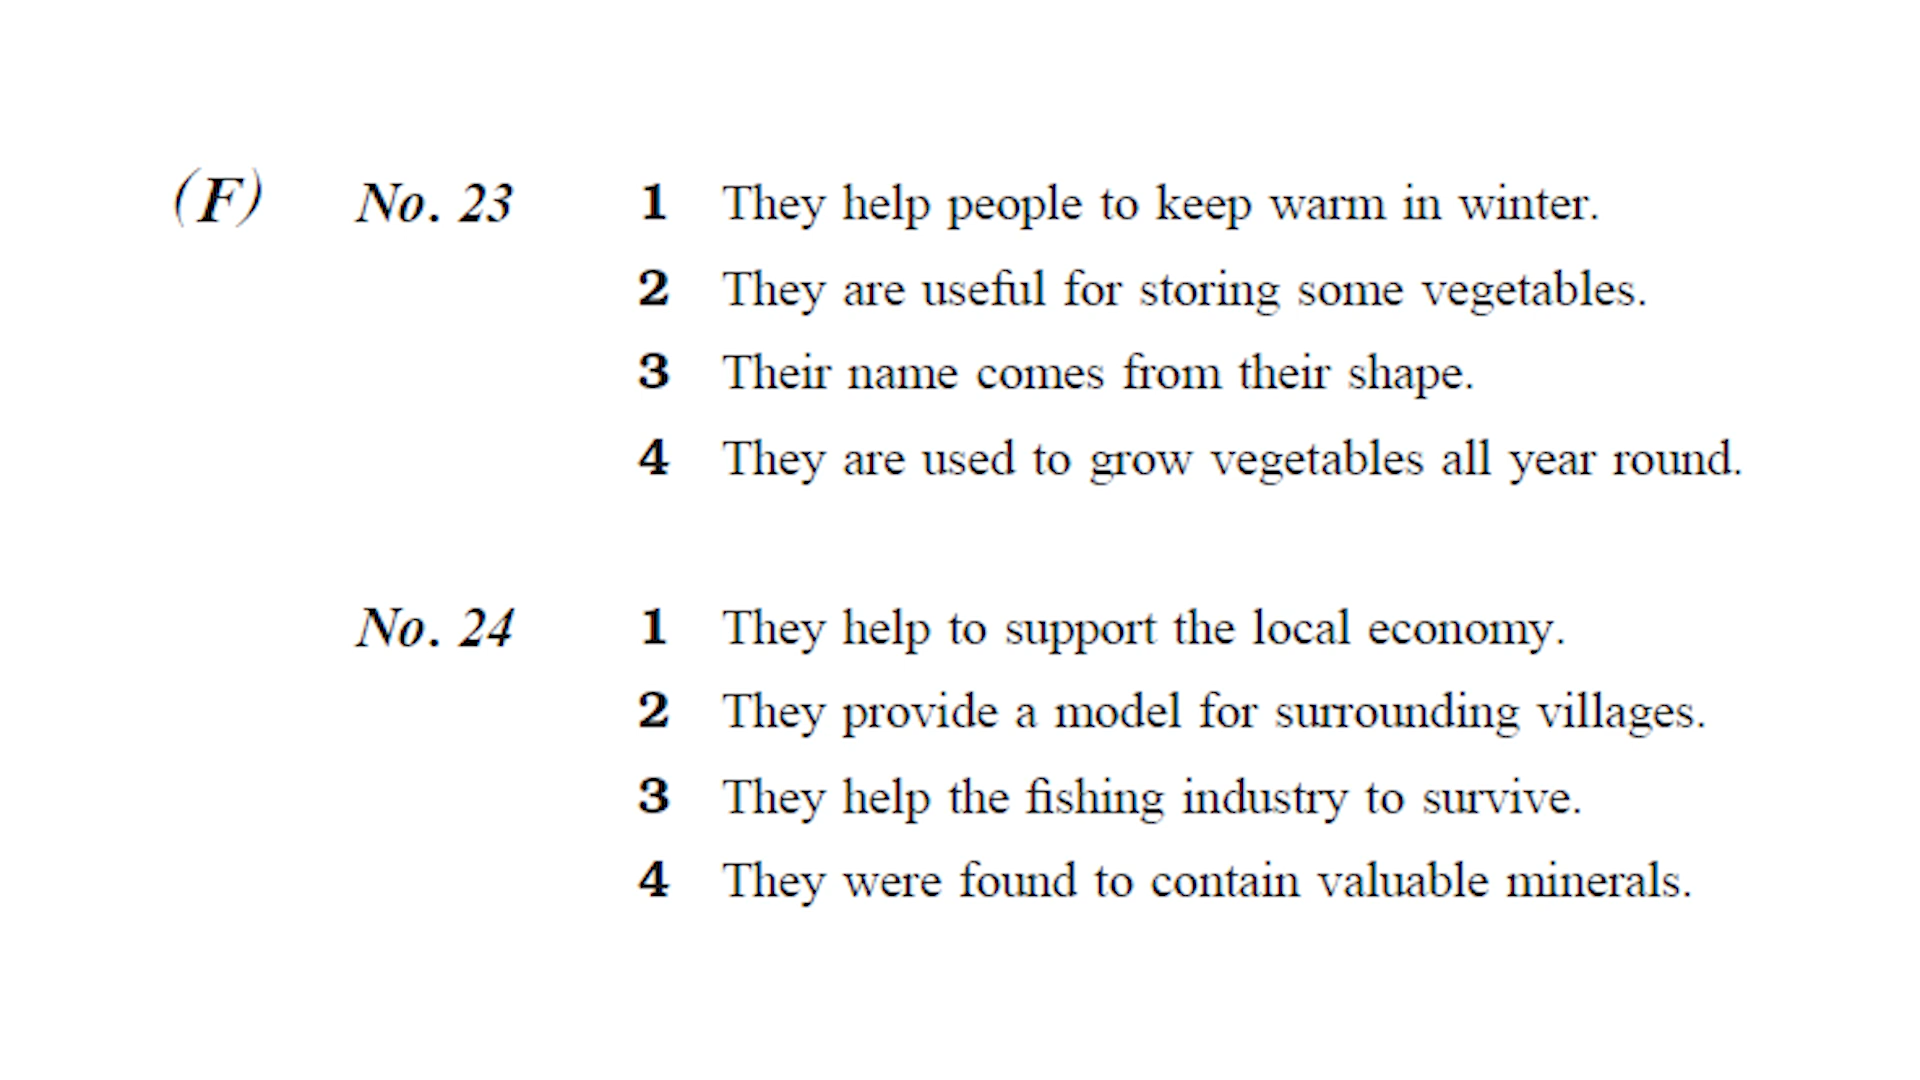 (F) No. 23 1 They help people to keep warm in winter.
2 They are useful for storing some vegetables.
3 Their name comes from their shape.
4 They are used to grow vegetables all year round.
No. 24 1 They help to support the local economy.
2 They provide a model for surrounding villages.
3 They help the fishing industry to survive.
4 They were found to contain valuable minerals.